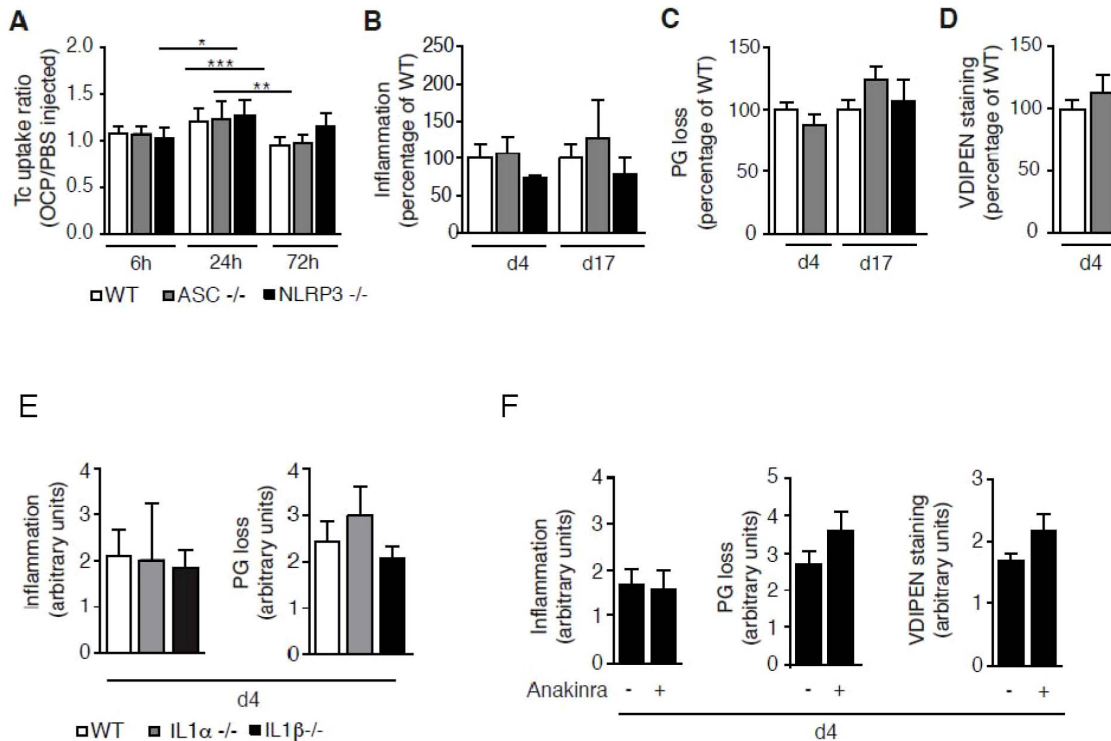 A
Tc uptake ratio
(OCP/PBS injected)
2.0
1.5
1.0
0.5
0.0
*
***
**
6h 24h 72h
WT ASC -/- NLRP3 -/-
B
Inflammation
(percentage of WT)
250
200
150
100
50
0
d4 d17
C
PG loss
(percentage of WT)
150
100
50
0
d4 d17
D
VDIPEN staining
(percentage of WT)
150
100
50
0
d4
E
Inflammation
(arbitrary units)
4
3
2
1
0
PG loss
(arbitrary units)
4
3
2
1
0
d4
WT IL1α -/- IL1β-/-
F
Inflammation
(arbitrary units)
4
3
2
1
0
PG loss
(arbitrary units)
5
4
3
2
1
0
VDIPEN staining
(arbitrary units)
3
2
1
0
Anakinra - + - + - +
d4